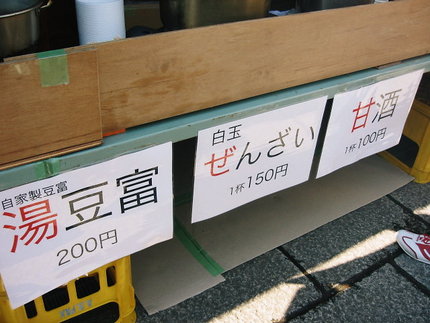 自家製豆富
湯豆富
200円
白玉
ぜんざい
1杯150円
甘酒
1杯100円